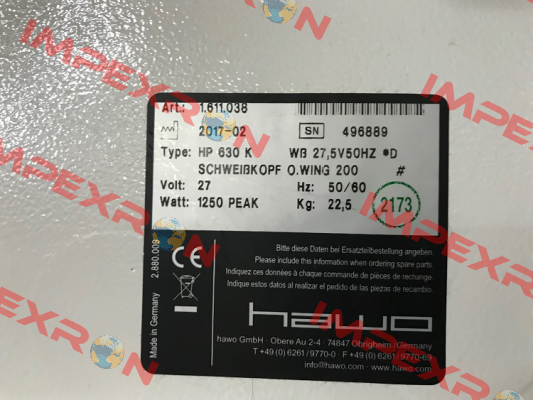 IMPEXRON
IMPEXRON
IMPEXRON
Art.: 1.611.038
2017-02 SN 496889
Type: HP 630 K WB 27,5V50HZ *D
SCHWEIßKOPF O.WING 200 #
Volt: 27 Hz: 50/60
Watt: 1250 PEAK Kg: 22,5 2173
Made in Germany 2.880.009
CE
Bitte diese Daten bei Ersatzteilbestellung angeben.
Please include this information when ordering spare parts.
Indiquez ces données à chaque commande de pièces de rechange.
Indique estos datos al realizar el pedido de las piezas de recambio.
hawo
hawo GmbH · Obere Au 2-4 · 74847 Obrigheim /Germany
T +49 (0) 6261/9770-0 · F +49 (0) 6261/9770-69
info@hawo.com · www.hawo.com